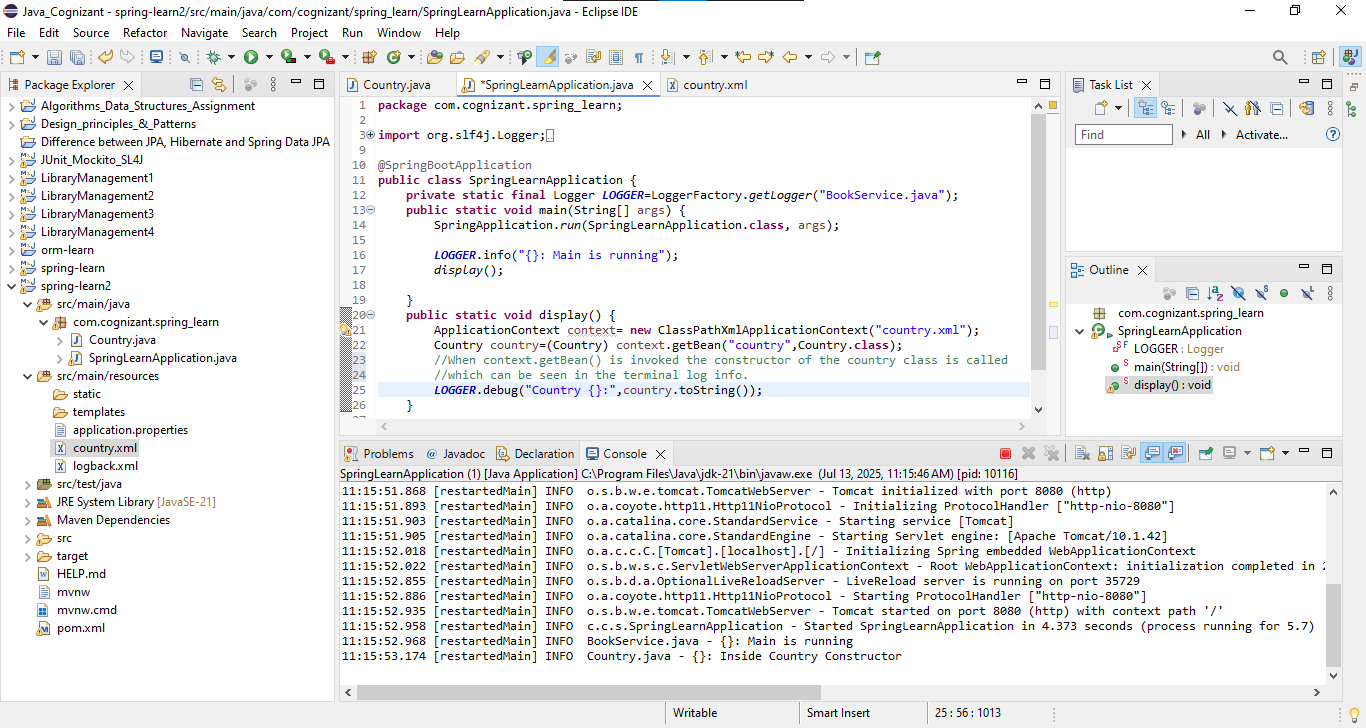 Java_Cognizant - spring-learn2/src/main/java/com/cognizant/spring_learn/SpringLearnApplication.java - Eclipse IDE
File Edit Source Refactor Navigate Search Project Run Window Help
Package Explorer
Algorithms_Data_Structures_Assignment
Design_principles_&_Patterns
Difference between JPA, Hibernate and Spring Data JPA
JUnit_Mockito_SL4J
LibraryManagement1
LibraryManagement2
LibraryManagement3
LibraryManagement4
orm-learn
spring-learn
spring-learn2
src/main/java
com.cognizant.spring_learn
Country.java
SpringLearnApplication.java
src/main/resources
static
templates
application.properties
country.xml
logback.xml
src/test/java
JRE System Library [JavaSE-21]
Maven Dependencies
src
target
HELP.md
mvnw
mvnw.cmd
pom.xml
Country.java *SpringLearnApplication.java country.xml
1 package com.cognizant.spring_learn;
2
3 import org.slf4j.Logger;
9
10 @SpringBootApplication
11 public class SpringLearnApplication {
12 private static final Logger LOGGER=LoggerFactory.getLogger("BookService.java");
13 public static void main(String[] args) {
14 SpringApplication.run(SpringLearnApplication.class, args);
15
16 LOGGER.info("{}: Main is running");
17 display();
18
19 }
20 public static void display() {
21 ApplicationContext context= new ClassPathXmlApplicationContext("country.xml");
22 Country country=(Country) context.getBean("country",Country.class);
23 //When context.getBean() is invoked the constructor of the country class is called
24 //which can be seen in the terminal log info.
25 LOGGER.debug("Country {}:",country.toString());
26 }
Problems Javadoc Declaration Console
SpringLearnApplication (1) [Java Application] C:\Program Files\Java\jdk-21\bin\javaw.exe (Jul 13, 2025, 11:15:46 AM) [pid: 10116]
11:15:51.868 [restartedMain] INFO o.s.b.w.e.tomcat.TomcatWebServer - Tomcat initialized with port 8080 (http)
11:15:51.893 [restartedMain] INFO o.a.coyote.http11.Http11NioProtocol - Initializing ProtocolHandler ["http-nio-8080"]
11:15:51.903 [restartedMain] INFO o.a.catalina.core.StandardService - Starting service [Tomcat]
11:15:51.905 [restartedMain] INFO o.a.catalina.core.StandardEngine - Starting Servlet engine: [Apache Tomcat/10.1.42]
11:15:52.018 [restartedMain] INFO o.a.c.c.C.[Tomcat].[localhost].[/] - Initializing Spring embedded WebApplicationContext
11:15:52.022 [restartedMain] INFO o.s.b.w.s.c.ServletWebServerApplicationContext - Root WebApplicationContext: initialization completed in
11:15:52.855 [restartedMain] INFO o.s.b.d.a.OptionalLiveReloadServer - LiveReload server is running on port 35729
11:15:52.886 [restartedMain] INFO o.a.coyote.http11.Http11NioProtocol - Starting ProtocolHandler ["http-nio-8080"]
11:15:52.935 [restartedMain] INFO o.s.b.w.e.tomcat.TomcatWebServer - Tomcat started on port 8080 (http) with context path '/'
11:15:52.958 [restartedMain] INFO c.c.s.SpringLearnApplication - Started SpringLearnApplication in 4.373 seconds (process running for 5.7)
11:15:52.968 [restartedMain] INFO BookService.java - {}: Main is running
11:15:53.174 [restartedMain] INFO Country.java - {}: Inside Country Constructor
Task List
Find All Activate...
Outline
com.cognizant.spring_learn
SpringLearnApplication
LOGGER : Logger
main(String[]) : void
display() : void
Writable Smart Insert 25 : 56 : 1013